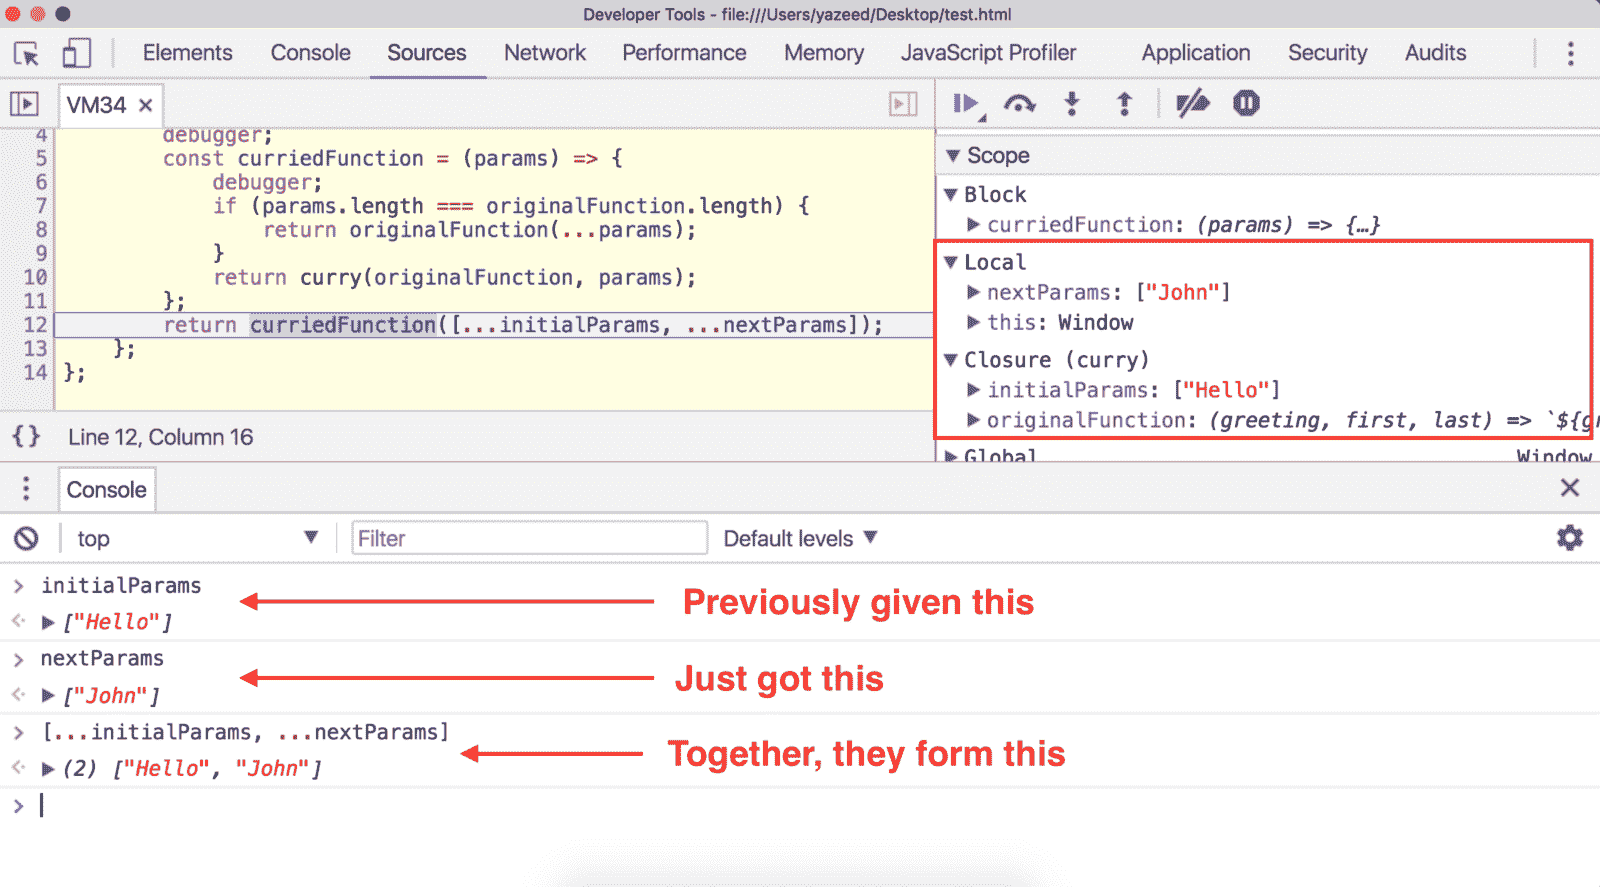 Developer Tools - file:///Users/yazeed/Desktop/test.html
Elements Console Sources Network Performance Memory JavaScript Profiler Application Security Audits
VM34 ×
4 debugger;
5 const curriedFunction = (params) => {
6 debugger;
7 if (params.length === originalFunction.length) {
8 return originalFunction(...params);
9 }
10 return curry(originalFunction, params);
11 };
12 return curriedFunction([...initialParams, ...nextParams]);
13 };
14 };
{} Line 12, Column 16
▼ Scope
▼ Block
▶ curriedFunction: (params) => {…}
▼ Local
▶ nextParams: ["John"]
▶ this: Window
▼ Closure (curry)
▶ initialParams: ["Hello"]
▶ originalFunction: (greeting, first, last) => `${gr
▶ Global Window
Console
top ▼ Filter Default levels ▼
> initialParams
▶ ["Hello"]
Previously given this
> nextParams
▶ ["John"]
Just got this
> [...initialParams, ...nextParams]
▶ (2) ["Hello", "John"]
Together, they form this
>